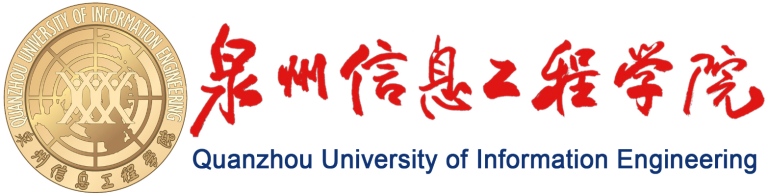 QUANZHOU UNIVERSITY OF INFORMATION ENGINEERING
泉州信息工程学院
泉州信息工程学院
Quanzhou University of Information Engineering